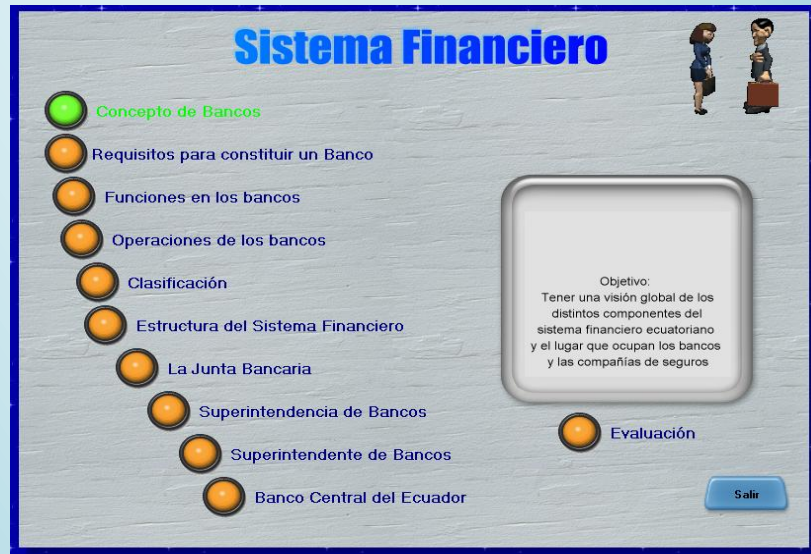 Sistema Financiero
Concepto de Bancos
Requisitos para constituir un Banco
Funciones en los bancos
Operaciones de los bancos
Clasificación
Estructura del Sistema Financiero
La Junta Bancaria
Superintendencia de Bancos
Superintendente de Bancos
Banco Central del Ecuador
Objetivo:
Tener una visión global de los
distintos componentes del
sistema financiero ecuatoriano
y el lugar que ocupan los bancos
y las compañías de seguros
Evaluación
Salir